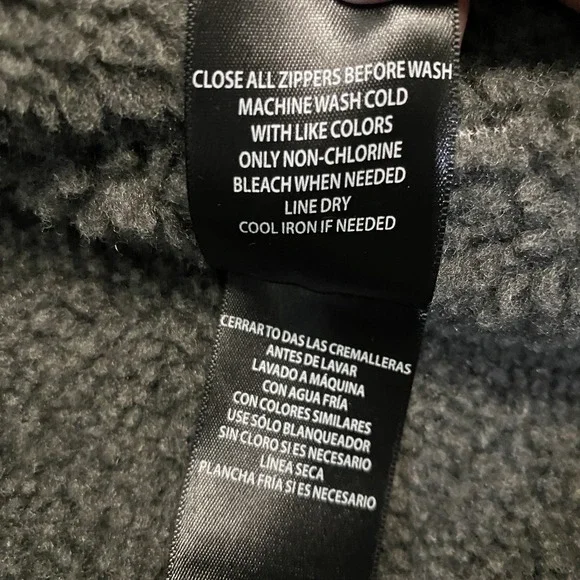 CLOSE ALL ZIPPERS BEFORE WASH
MACHINE WASH COLD
WITH LIKE COLORS
ONLY NON-CHLORINE
BLEACH WHEN NEEDED
LINE DRY
COOL IRON IF NEEDED
CERRAR TO DAS LAS CREMALLERAS
ANTES DE LAVAR
LAVADO A MÁQUINA
CON AGUA FRÍA
CON COLORES SIMILARES
USE SÓLO BLANQUEADOR
SIN CLORO SI ES NECESARIO
LÍNEA SECA
PLANCHA FRÍA SI ES NECESARIO